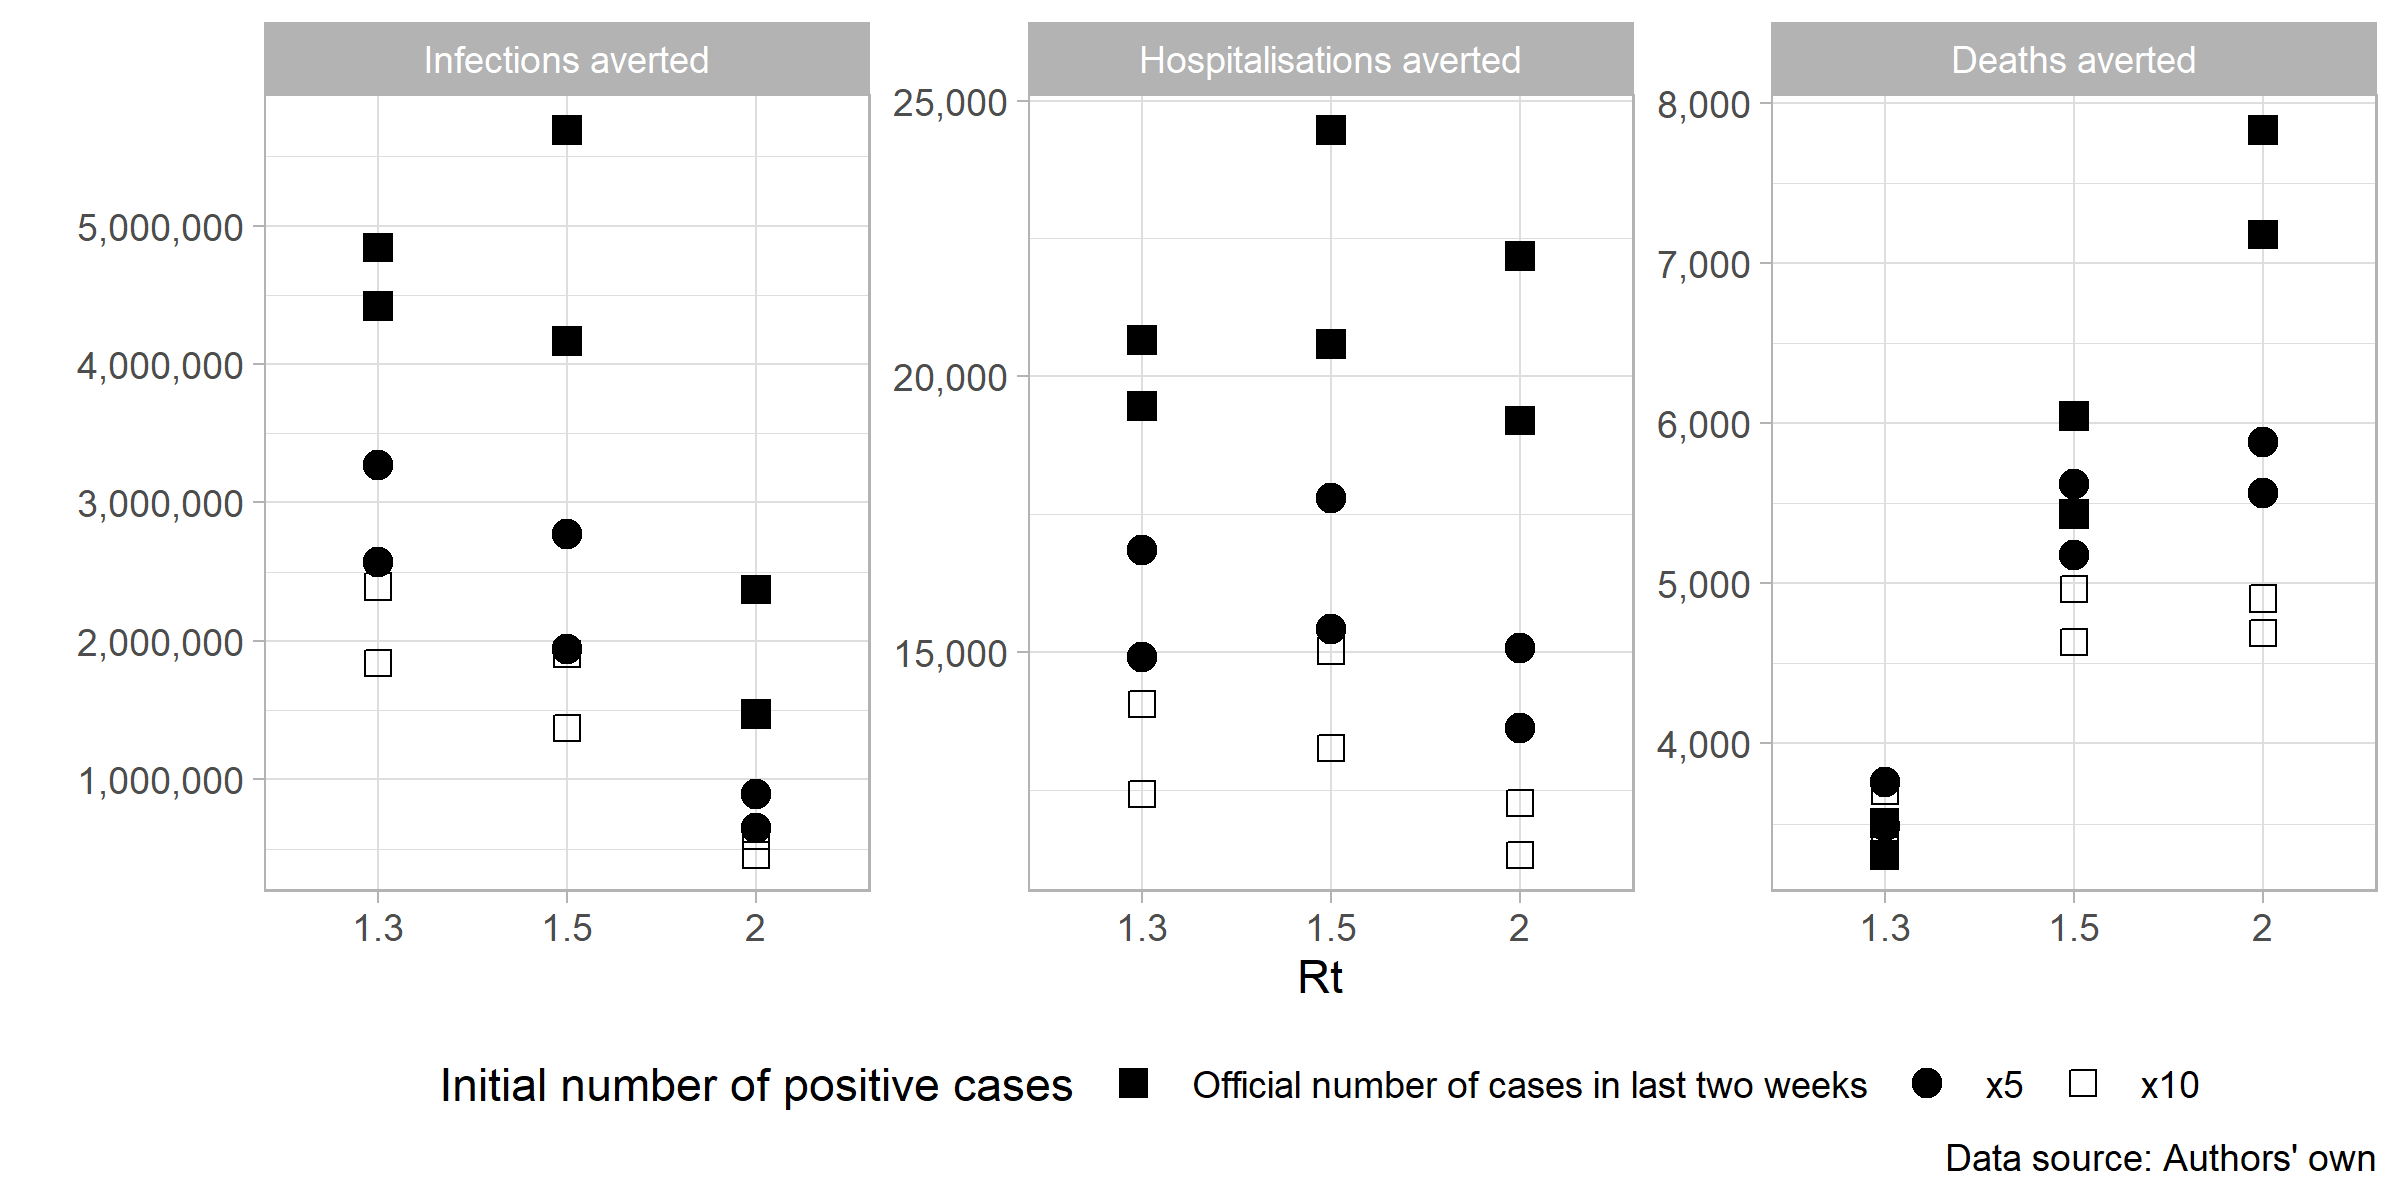 Infections averted
Hospitalisations averted
Deaths averted
5,000,000
4,000,000
3,000,000
2,000,000
1,000,000
25,000
20,000
15,000
8,000
7,000
6,000
5,000
4,000
1.3 1.5 2
1.3 1.5 2
1.3 1.5 2
Rt
Initial number of positive cases Official number of cases in last two weeks x5 x10
Data source: Authors' own